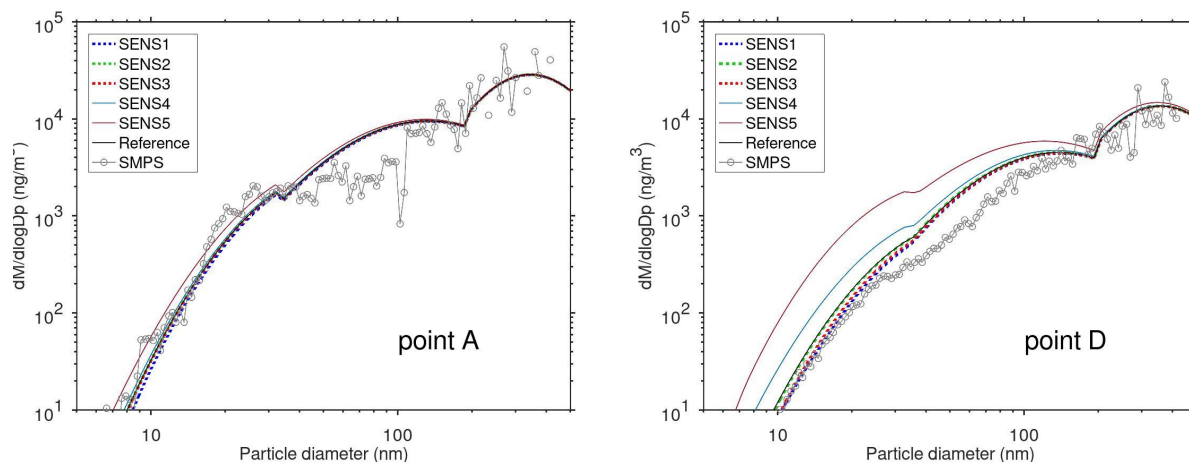 10^5
10^4
10^3
10^2
10^1
dM/dlogDp (ng/m^-)
SENS1
SENS2
SENS3
SENS4
SENS5
Reference
SMPS
point A
10
100
Particle diameter (nm)
10^5
10^4
10^3
10^2
10^1
dM/dlogDp (ng/m^3)
SENS1
SENS2
SENS3
SENS4
SENS5
Reference
SMPS
point D
10
100
Particle diameter (nm)